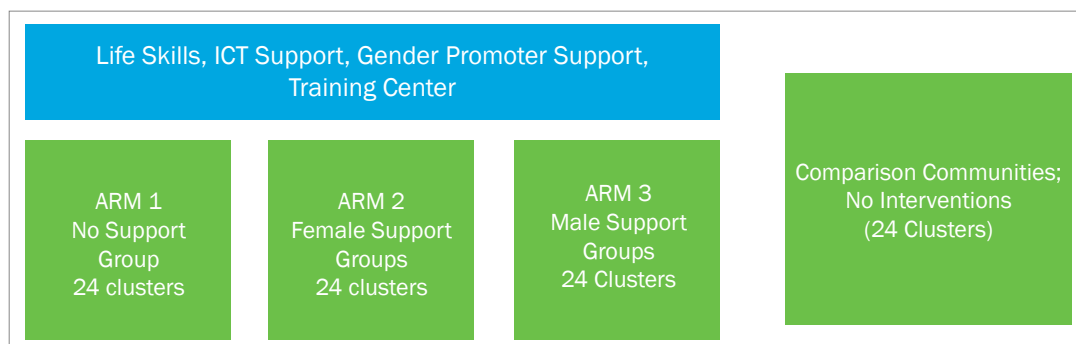 Life Skills, ICT Support, Gender Promoter Support,
Training Center
ARM 1
No Support
Group
24 clusters
ARM 2
Female Support
Groups
24 clusters
ARM 3
Male Support
Groups
24 Clusters
Comparison Communities;
No Interventions
(24 Clusters)